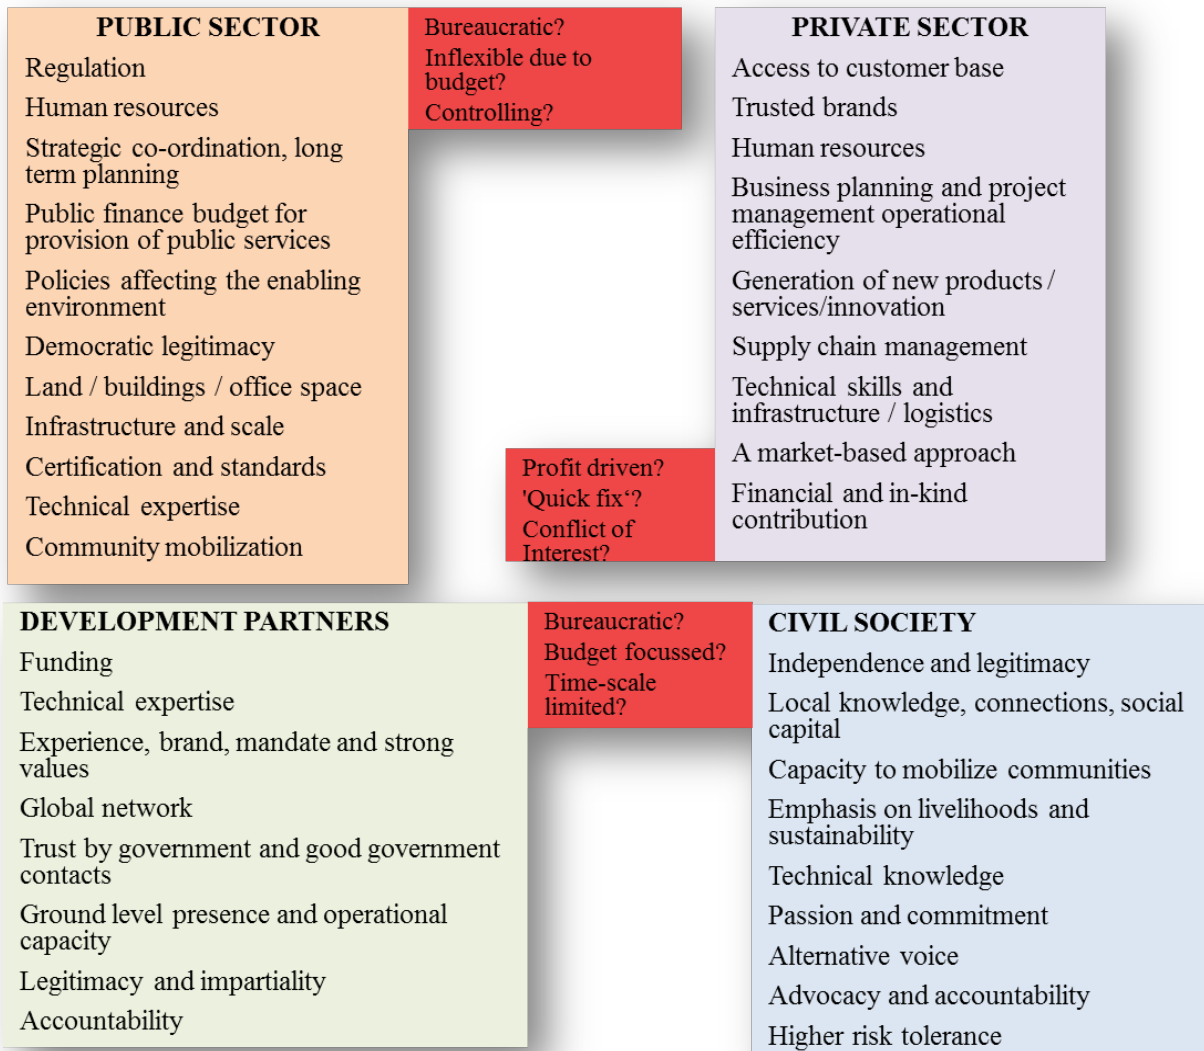 PUBLIC SECTOR
Regulation
Human resources
Strategic co-ordination, long
term planning
Public finance budget for
provision of public services
Policies affecting the enabling
environment
Democratic legitimacy
Land / buildings / office space
Infrastructure and scale
Certification and standards
Technical expertise
Community mobilization
Bureaucratic?
Inflexible due to
budget?
Controlling?
PRIVATE SECTOR
Access to customer base
Trusted brands
Human resources
Business planning and project
management operational
efficiency
Generation of new products /
services/innovation
Supply chain management
Technical skills and
infrastructure / logistics
A market-based approach
Financial and in-kind
contribution
Profit driven?
'Quick fix‘?
Conflict of
Interest?
DEVELOPMENT PARTNERS
Funding
Technical expertise
Experience, brand, mandate and strong
values
Global network
Trust by government and good government
contacts
Ground level presence and operational
capacity
Legitimacy and impartiality
Accountability
Bureaucratic?
Budget focussed?
Time-scale
limited?
CIVIL SOCIETY
Independence and legitimacy
Local knowledge, connections, social
capital
Capacity to mobilize communities
Emphasis on livelihoods and
sustainability
Technical knowledge
Passion and commitment
Alternative voice
Advocacy and accountability
Higher risk tolerance